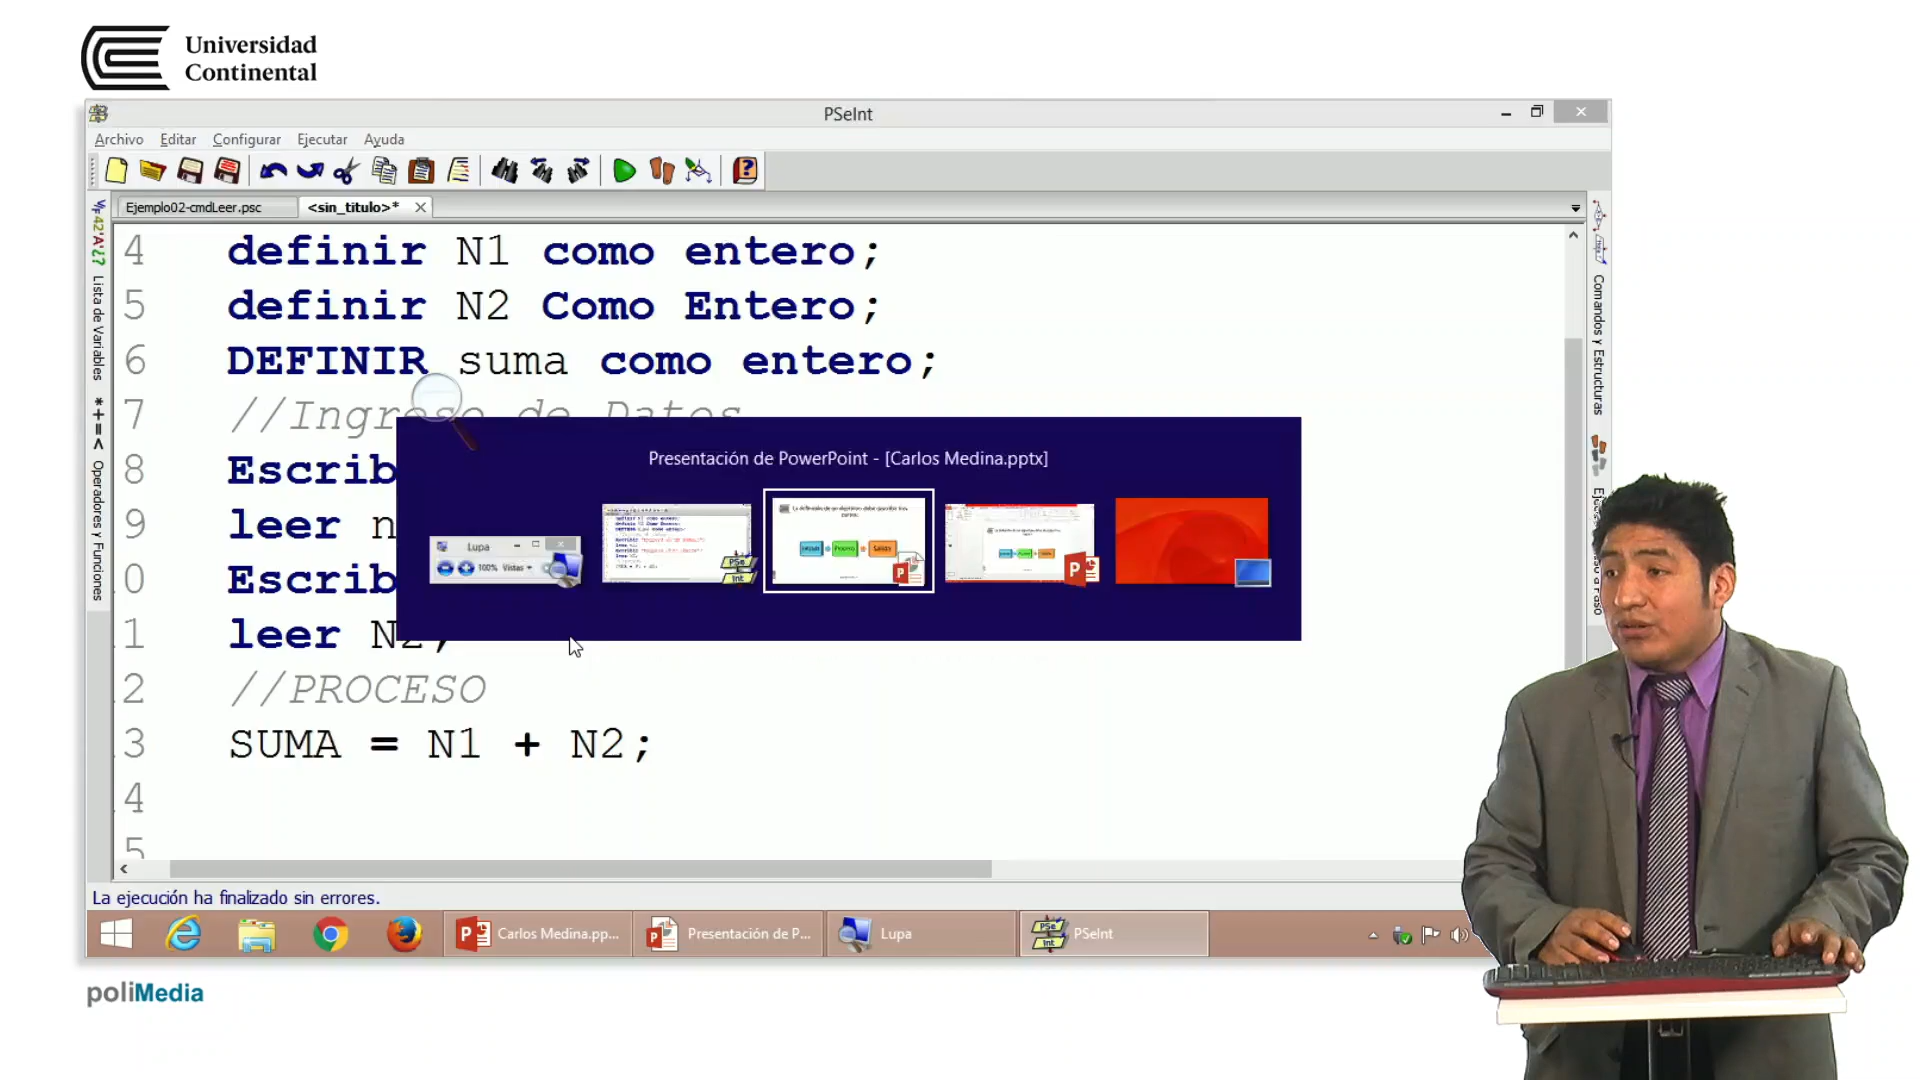 Universidad
Continental
PSeInt
Archivo Editar Configurar Ejecutar Ayuda
Ejemplo02-cmdLeer.psc <sin_titulo>*
4 definir N1 como entero;
5 definir N2 Como Entero;
6 DEFINIR suma como entero;
7 //Ingreso de Datos
8 Escrib
9 leer n
0 Escrib
1 leer N2;
2 //PROCESO
3 SUMA = N1 + N2;
4
5
Presentación de PowerPoint - [Carlos Medina.pptx]
Lupa
100% Vistas
PSe
Int
Lista de Variables
*+=< Operadores y Funciones
Comandos y Estructuras
La ejecución ha finalizado sin errores.
Carlos Medina.pp... Presentación de P... Lupa PSeInt
poliMedia